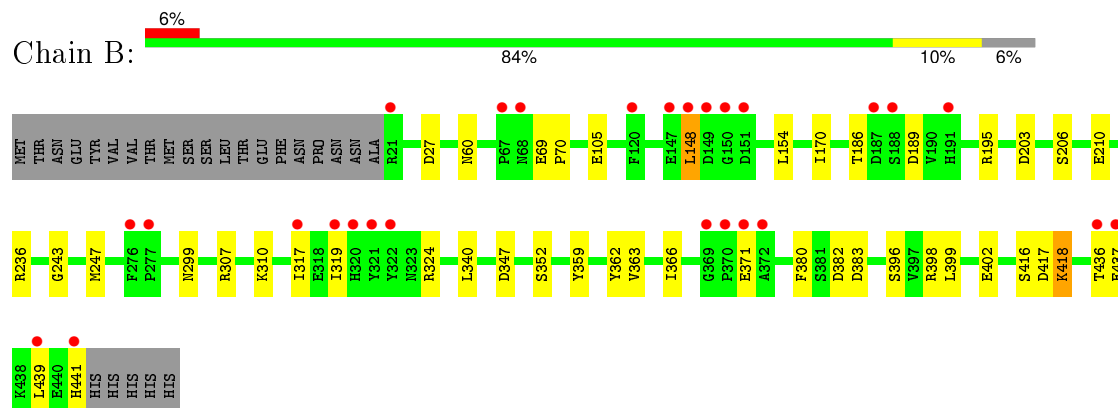 6%
Chain B:
84% 10% 6%
MET THR ASN GLU TYR VAL VAL THR MET SER SER LEU THR GLU PHE ASN PRO ASN ASN ALA R21 D27 N60 P67 N68 E69 P70 E105 F120 E147 L148 D149 G150 D151 L154 I170 T186 D187 S188 D189 V190 H191 R195 D203 S206 E210
R236 G243 M247 F276 P277 N299 R307 K310 I317 E318 I319 H320 Y321 Y322 N323 R324 L340 D347 S352 Y359 Y362 V363 I366 G369 P370 E371 A372 F380 S381 D382 D383 S396 V397 R398 L399 E402 S416 D417 K418 T436
K438 L439 E440 H441 HIS HIS HIS HIS HIS